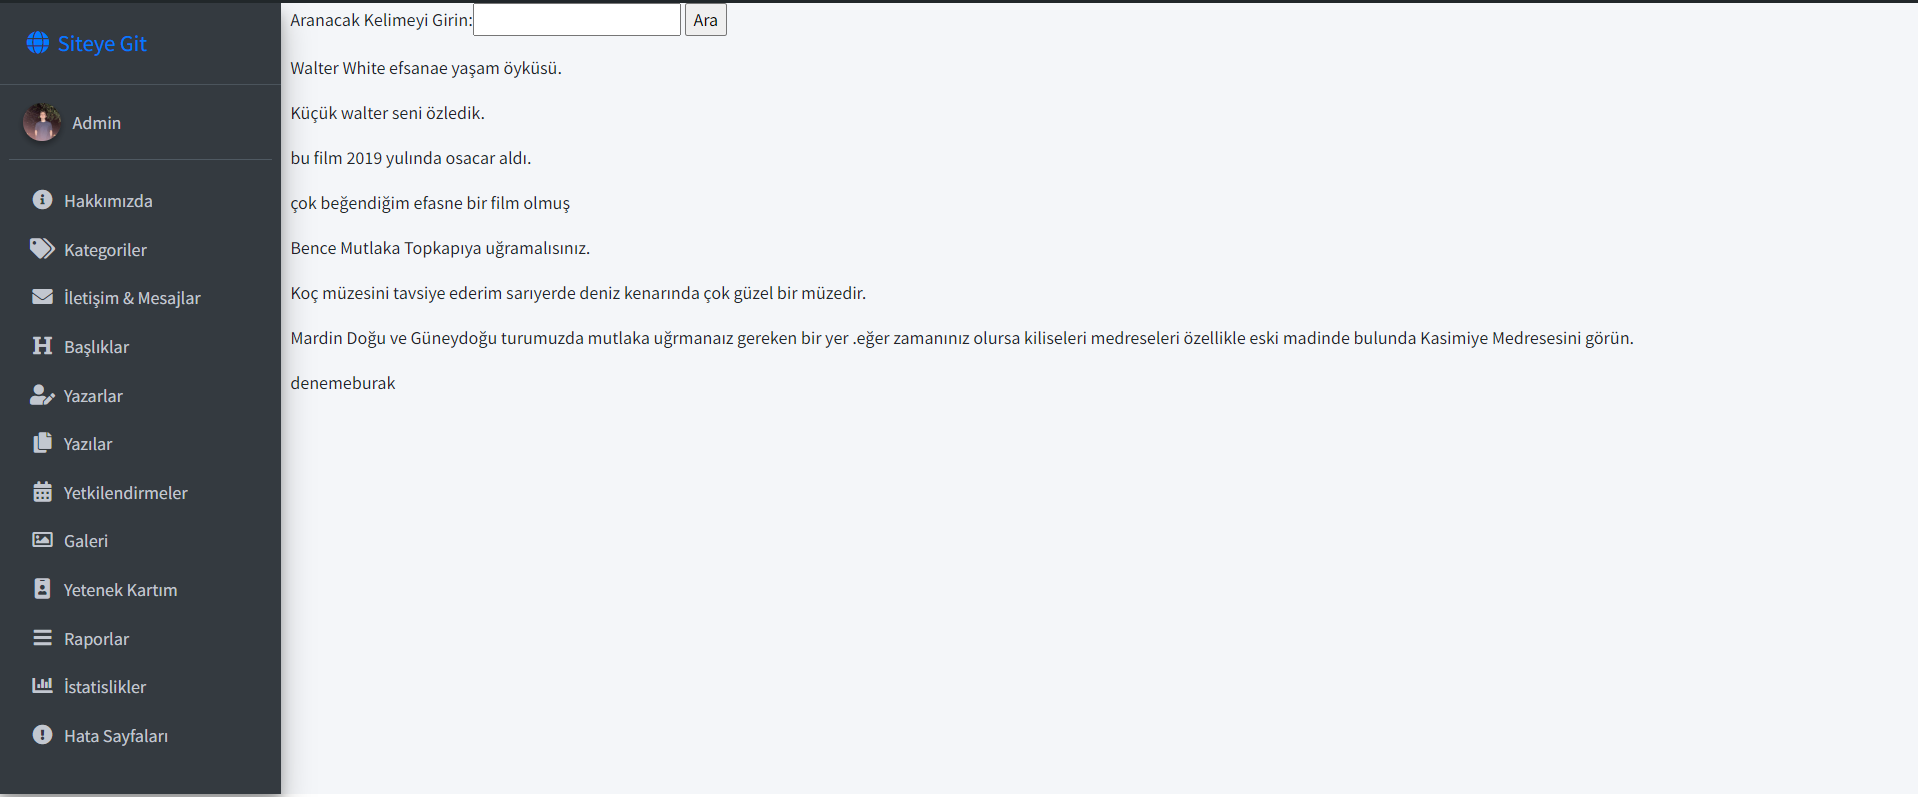 Siteye Git
Admin
Hakkımızda
Kategoriler
İletişim & Mesajlar
Başlıklar
Yazarlar
Yazılar
Yetkilendirmeler
Galeri
Yetenek Kartım
Raporlar
İstatislikler
Hata Sayfaları
Aranacak Kelimeyi Girin: Ara
Walter White efsanae yaşam öyküsü.
Küçük walter seni özledik.
bu film 2019 yulında osacar aldı.
çok beğendiğim efasne bir film olmuş
Bence Mutlaka Topkapıya uğramalısınız.
Koç müzesini tavsiye ederim sarıyerde deniz kenarında çok güzel bir müzedir.
Mardin Doğu ve Güneydoğu turumuzda mutlaka uğrmanaız gereken bir yer .eğer zamanınız olursa kiliseleri medreseleri özellikle eski madinde bulunda Kasimiye Medresesini görün.
denemeburak